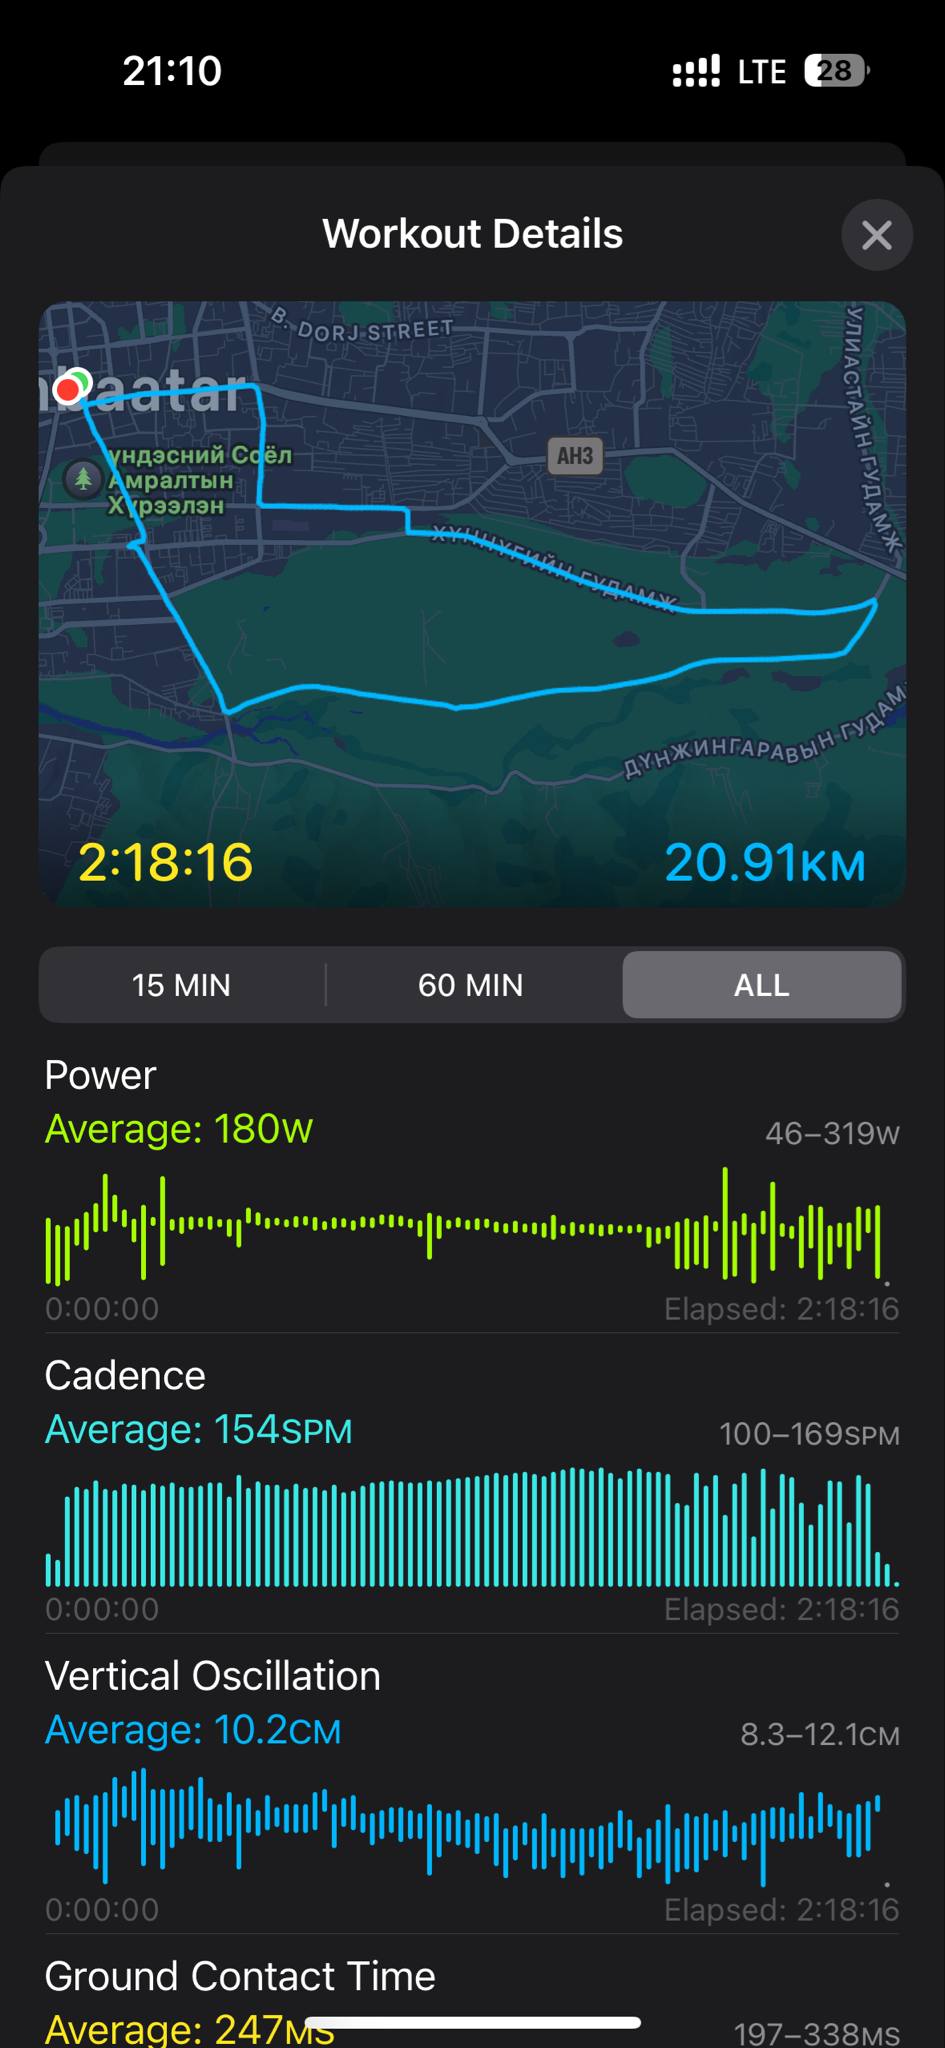 21:10
LTE 28
Workout Details
B. DORJ STREET
УЛИАСТАЙН ГУДАМЖ
baatar
үндэсний Соёл
Амралтын
Хүрээлэн
AH3
ХҮННҮГИЙН ГУДАМЖ
ДҮНЖИНГАРАВЫН ГУДАМ
2:18:16
20.91KM
15 MIN
60 MIN
ALL
Power
Average: 180W
46–319W
0:00:00
Elapsed: 2:18:16
Cadence
Average: 154SPM
100–169SPM
0:00:00
Elapsed: 2:18:16
Vertical Oscillation
Average: 10.2CM
8.3–12.1CM
0:00:00
Elapsed: 2:18:16
Ground Contact Time
Average: 247MS
197–338MS